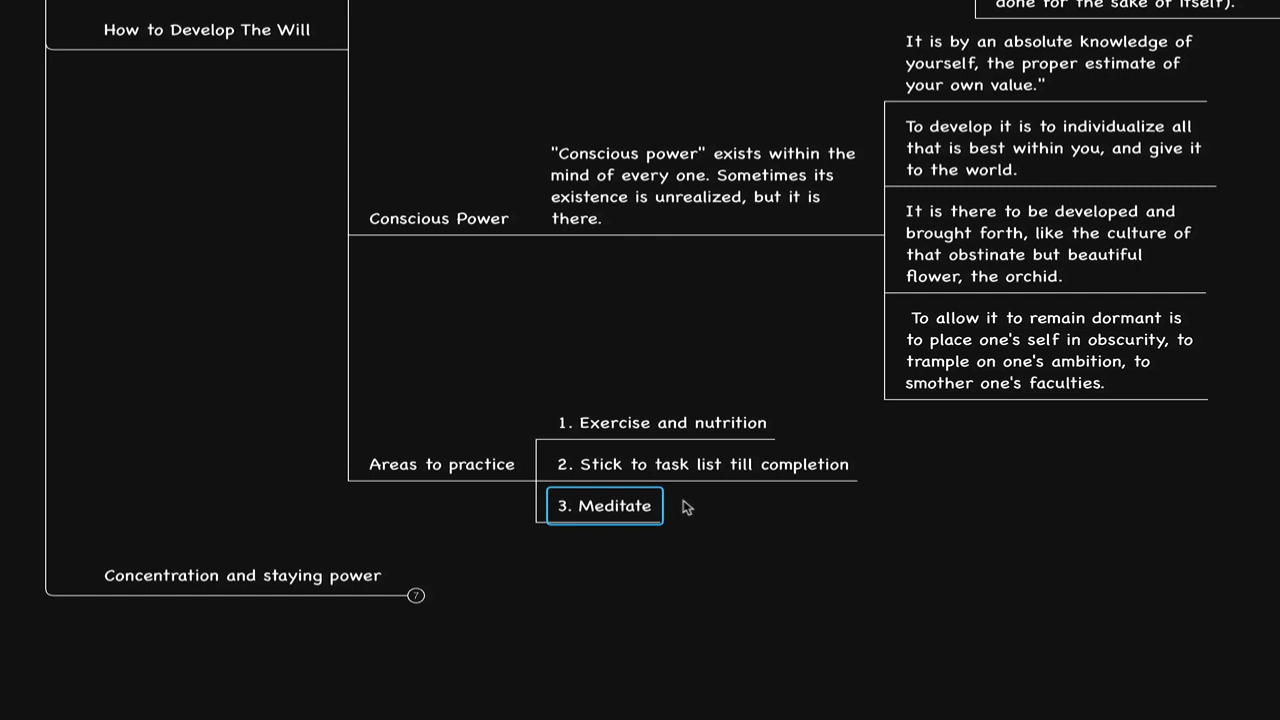 done for the sake of itself).
How to Develop The Will
It is by an absolute knowledge of
yourself, the proper estimate of
your own value."
To develop it is to individualize all
that is best within you, and give it
to the world.
"Conscious power" exists within the
mind of every one. Sometimes its
existence is unrealized, but it is
there.
Conscious Power
It is there to be developed and
brought forth, like the culture of
that obstinate but beautiful
flower, the orchid.
To allow it to remain dormant is
to place one's self in obscurity, to
trample on one's ambition, to
smother one's faculties.
Areas to practice
1. Exercise and nutrition
2. Stick to task list till completion
3. Meditate
Concentration and staying power
7